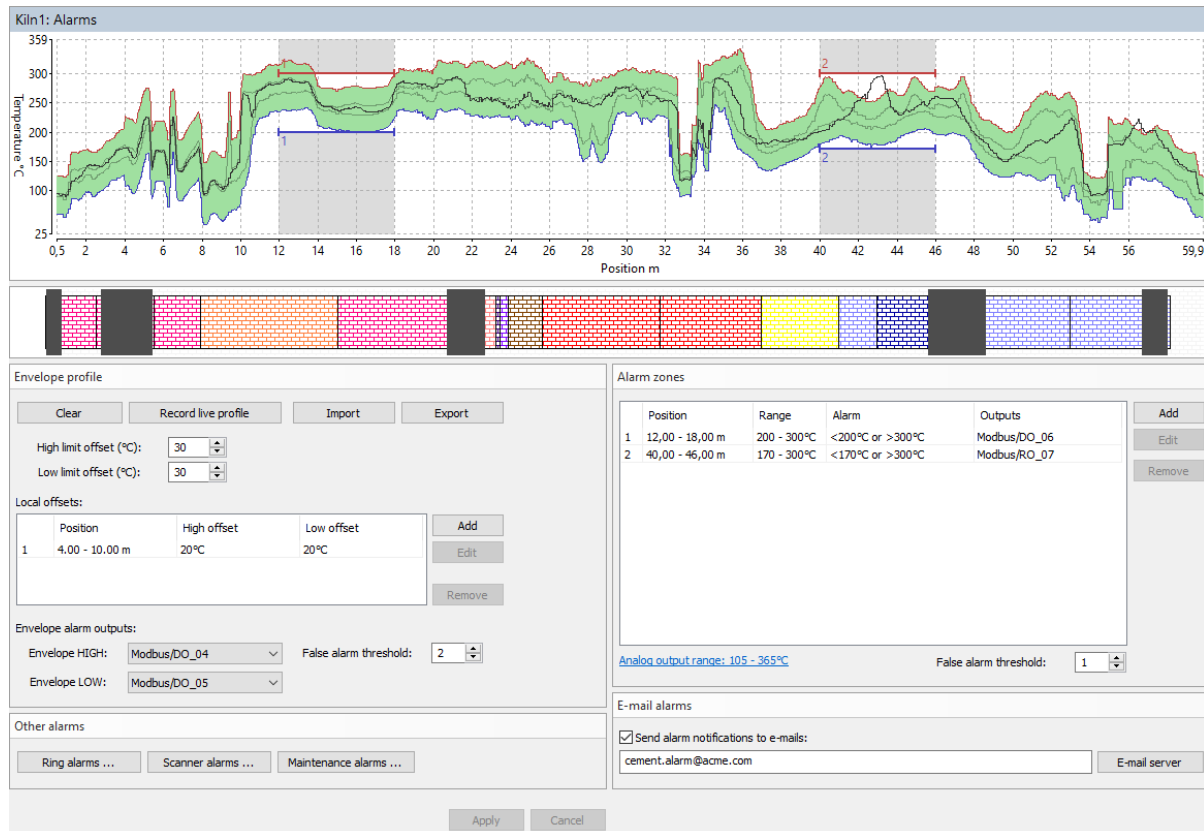 Kiln1: Alarms
359
300
250
200
150
100
25
Temperature °C
1
1
2
2
0,5 2 4 6 8 10 12 14 16 18 20 22 24 26 28 30 32 34 36 38 40 42 44 46 48 50 52 54 56 59,9
Position m
Envelope profile
Clear Record live profile Import Export
High limit offset (°C): 30
Low limit offset (°C): 30
Local offsets:
Position High offset Low offset
1 4.00 - 10.00 m 20°C 20°C
Add
Edit
Remove
Envelope alarm outputs:
Envelope HIGH: Modbus/DO_04 False alarm threshold: 2
Envelope LOW: Modbus/DO_05
Other alarms
Ring alarms ... Scanner alarms ... Maintenance alarms ...
Alarm zones
Position Range Alarm Outputs
1 12,00 - 18,00 m 200 - 300°C <200°C or >300°C Modbus/DO_06
2 40,00 - 46,00 m 170 - 300°C <170°C or >300°C Modbus/RO_07
Add
Edit
Remove
Analog output range: 105 - 365°C False alarm threshold: 1
E-mail alarms
Send alarm notifications to e-mails:
cement.alarm@acme.com E-mail server
Apply Cancel